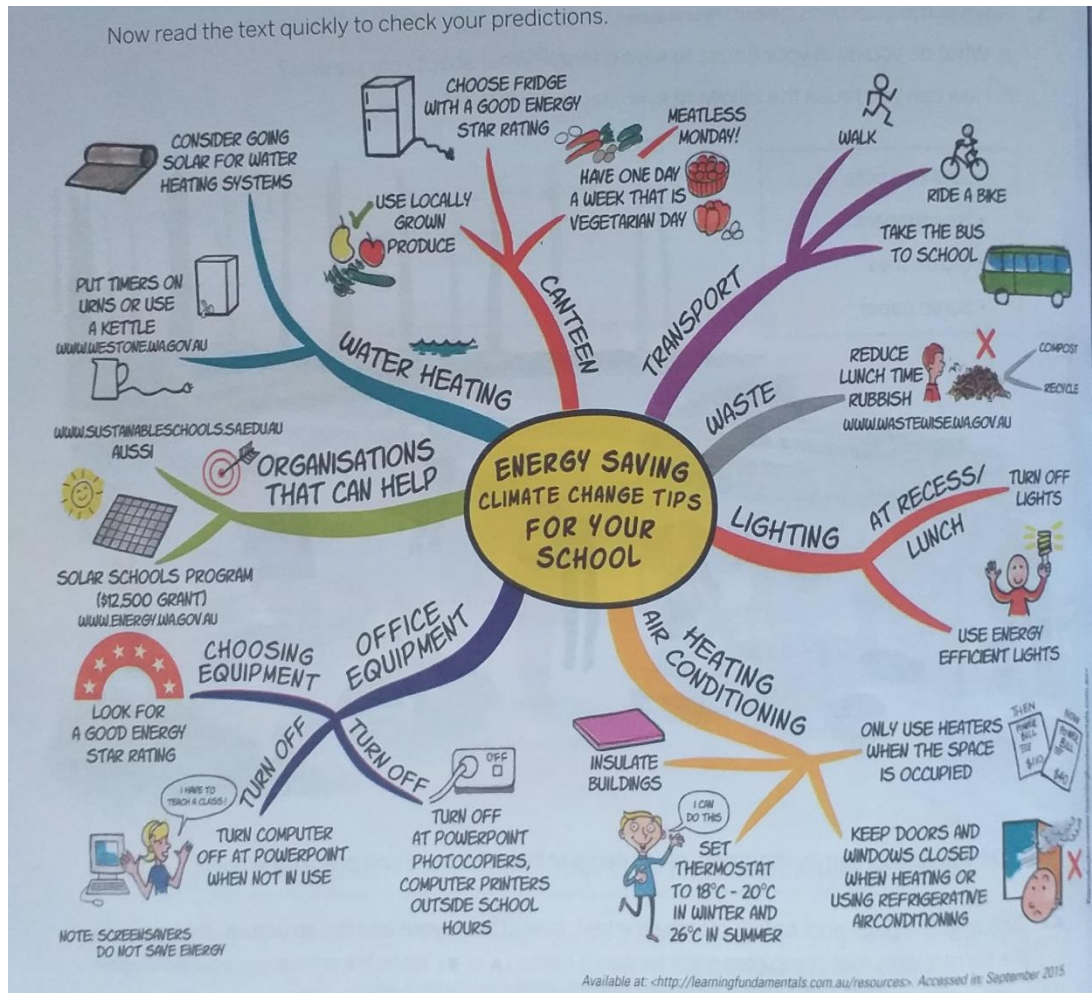 Now read the text quickly to check your predictions.
ENERGY SAVING
CLIMATE CHANGE TIPS
FOR YOUR
SCHOOL
CANTEEN
CHOOSE FRIDGE
WITH A GOOD ENERGY
STAR RATING
USE LOCALLY
GROWN
PRODUCE
MEATLESS
MONDAY!
HAVE ONE DAY
A WEEK THAT IS
VEGETARIAN DAY
TRANSPORT
WALK
RIDE A BIKE
TAKE THE BUS
TO SCHOOL
WASTE
REDUCE
LUNCH TIME
RUBBISH
WWW.WASTEWISE.WA.GOV.AU
COMPOST
RECYCLE
LIGHTING
AT RECESS/
LUNCH
TURN OFF
LIGHTS
USE ENERGY
EFFICIENT LIGHTS
HEATING
AIR CONDITIONING
ONLY USE HEATERS
WHEN THE SPACE
IS OCCUPIED
THEN
POWER
BILL
$110
NOW
POWER
BILL
$40
KEEP DOORS AND
WINDOWS CLOSED
WHEN HEATING OR
USING REFRIGERATIVE
AIRCONDITIONING
I CAN
DO THIS
SET
THERMOSTAT
TO 18°C - 20°C
IN WINTER AND
26°C IN SUMMER
INSULATE
BUILDINGS
OFFICE
EQUIPMENT
CHOOSING
EQUIPMENT
LOOK FOR
A GOOD ENERGY
STAR RATING
TURN OFF
OFF
TURN OFF
AT POWERPOINT
PHOTOCOPIERS,
COMPUTER PRINTERS
OUTSIDE SCHOOL
HOURS
TURN OFF
I HAVE TO
TEACH A CLASS!
TURN COMPUTER
OFF AT POWERPOINT
WHEN NOT IN USE
NOTE: SCREENSAVERS
DO NOT SAVE ENERGY
ORGANISATIONS
THAT CAN HELP
WWW.SUSTAINABLESCHOOLS.SA.EDU.AU
AUSSI
SOLAR SCHOOLS PROGRAM
($12,500 GRANT)
WWW.ENERGY.WA.GOV.AU
WATER HEATING
CONSIDER GOING
SOLAR FOR WATER
HEATING SYSTEMS
PUT TIMERS ON
URNS OR USE
A KETTLE
WWW.WESTONE.WA.GOV.AU
Available at: <http://learningfundamentals.com.au/resources>. Accessed in: September 2015.